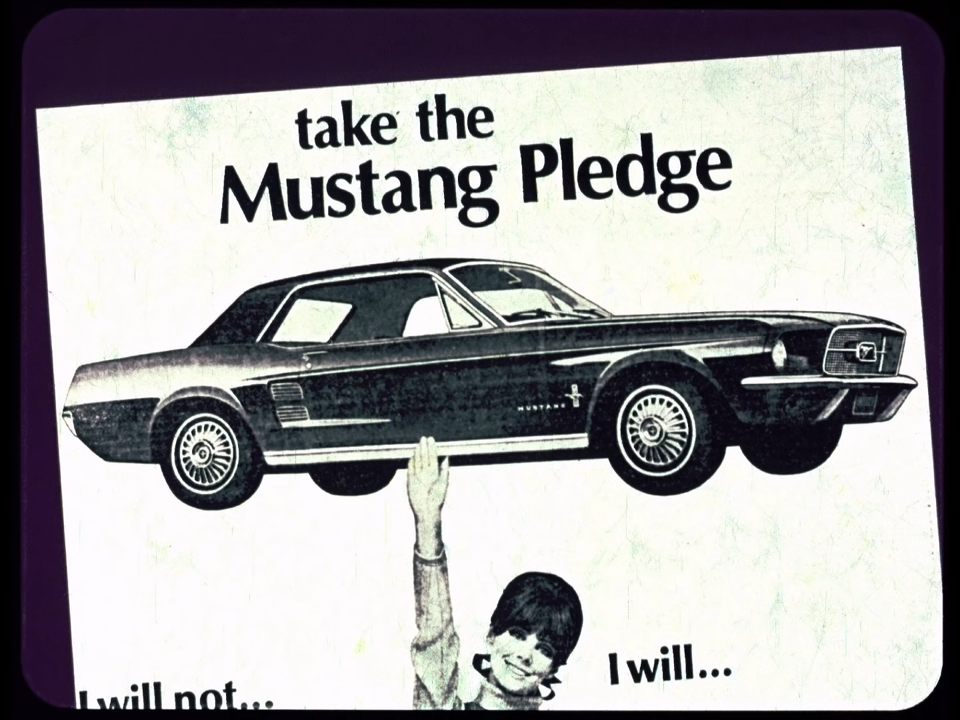 take the
Mustang Pledge
MUSTANG
I will...
I will not...